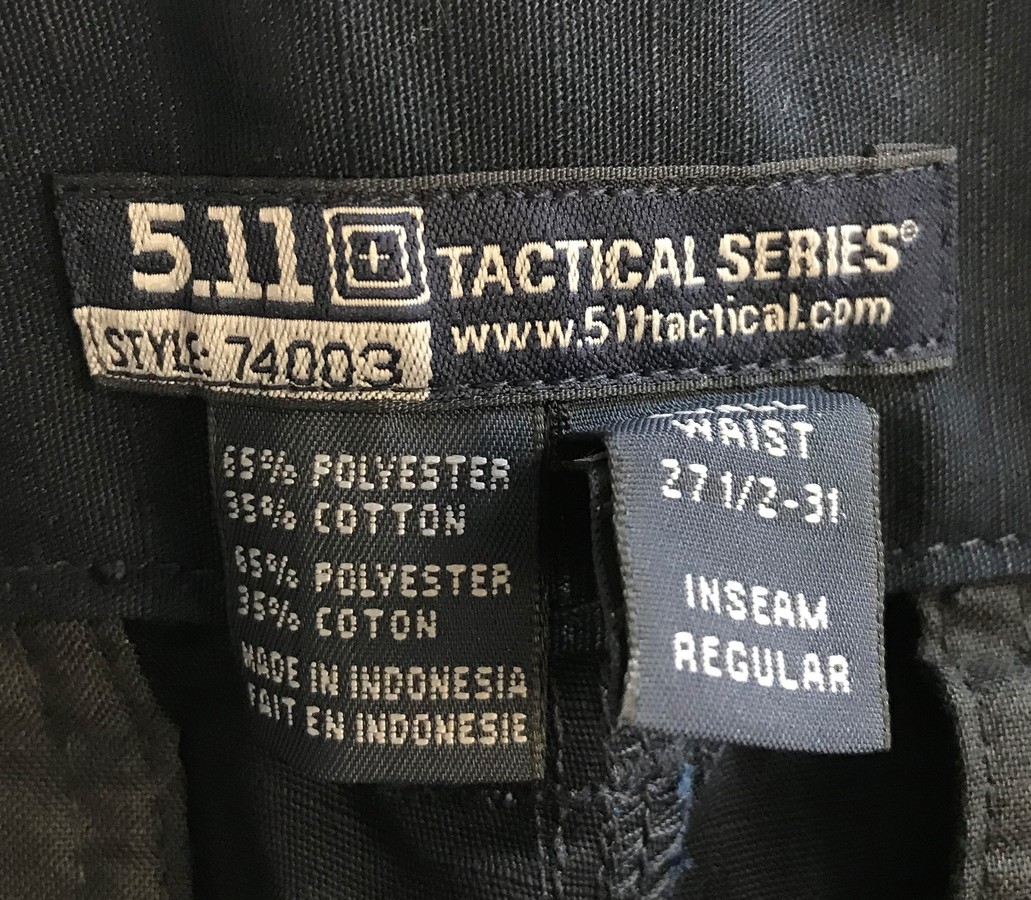 5.11 TACTICAL SERIES®
www.511tactical.com
STYLE: 74003
65% POLYESTER
35% COTTON
65% POLYESTER
35% COTON
MADE IN INDONESIA
FAIT EN INDONESIE
WAIST
27 1/2-31
INSEAM
REGULAR